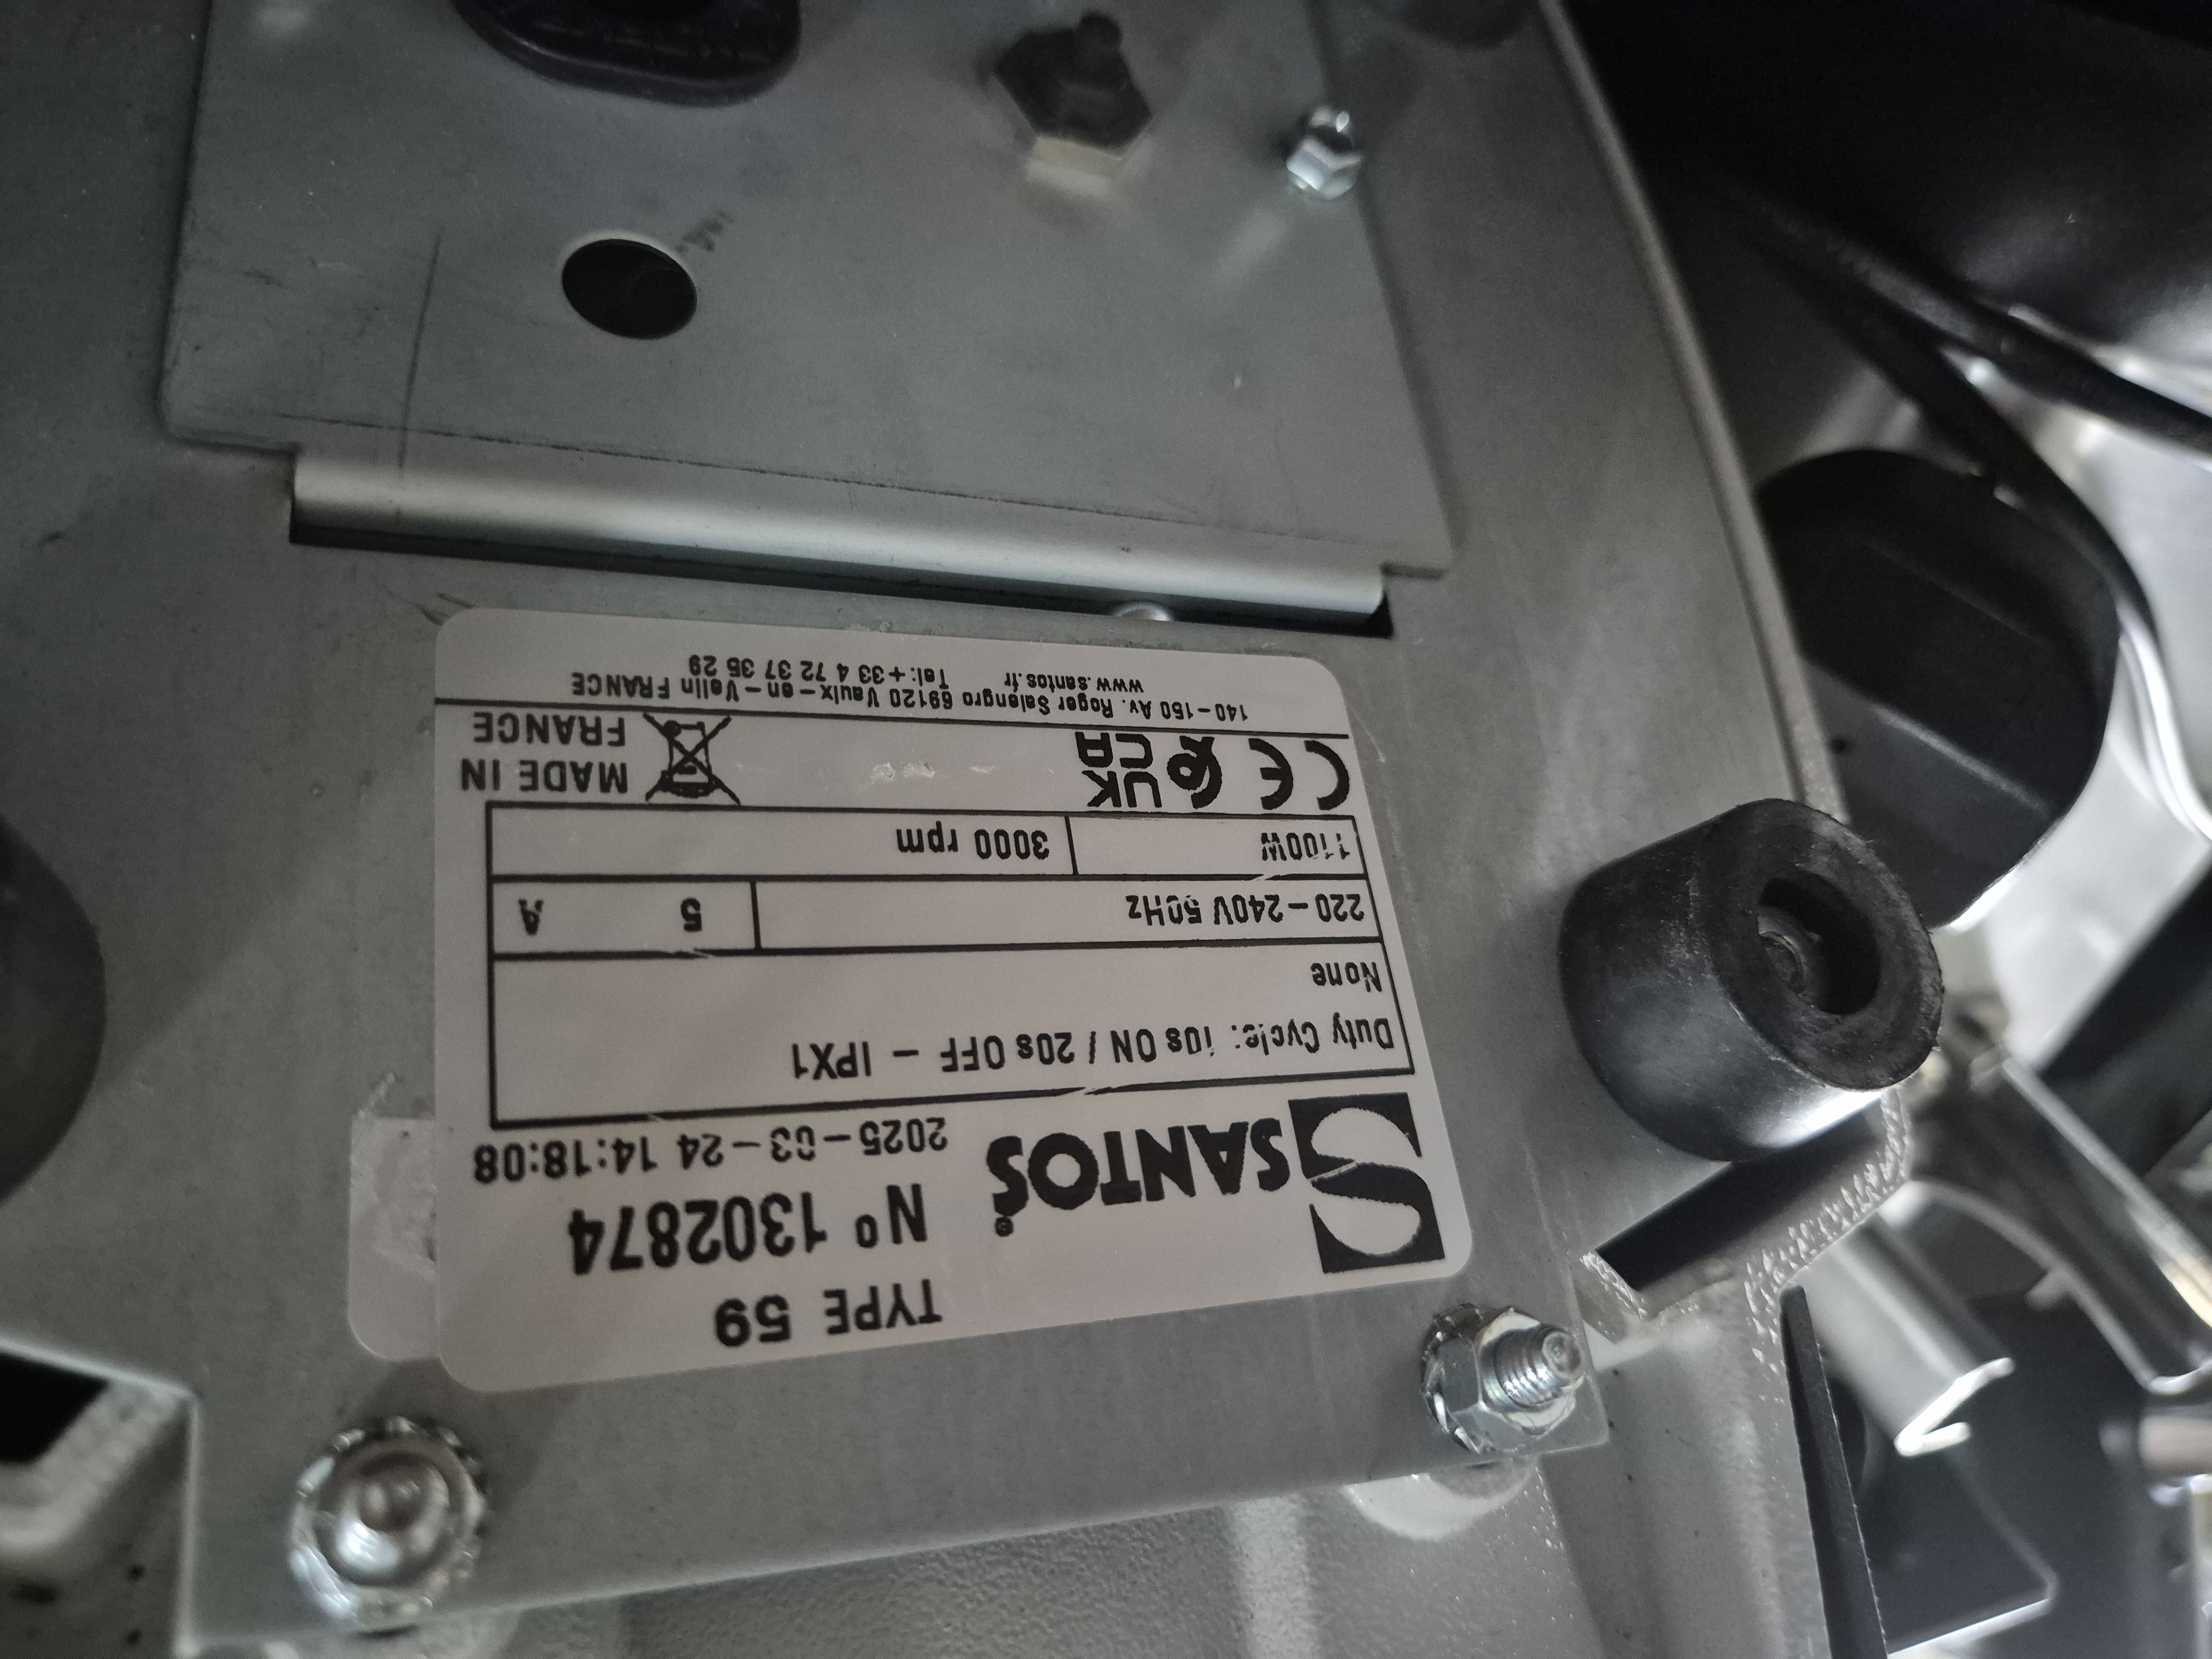 TYPE 59
Nº 1302874
SANTOS®
2025-03-24 14:18:08
Duty Cycle: 10s ON / 20s OFF - IPX1
None
220-240V 50Hz 5 A
1100W 3000 rpm
CE UK CA MADE IN FRANCE
140-150 Av. Roger Salengro 69120 Vaulx-en-Velin FRANCE
www.santos.fr Tel:+33 4 72 37 35 29